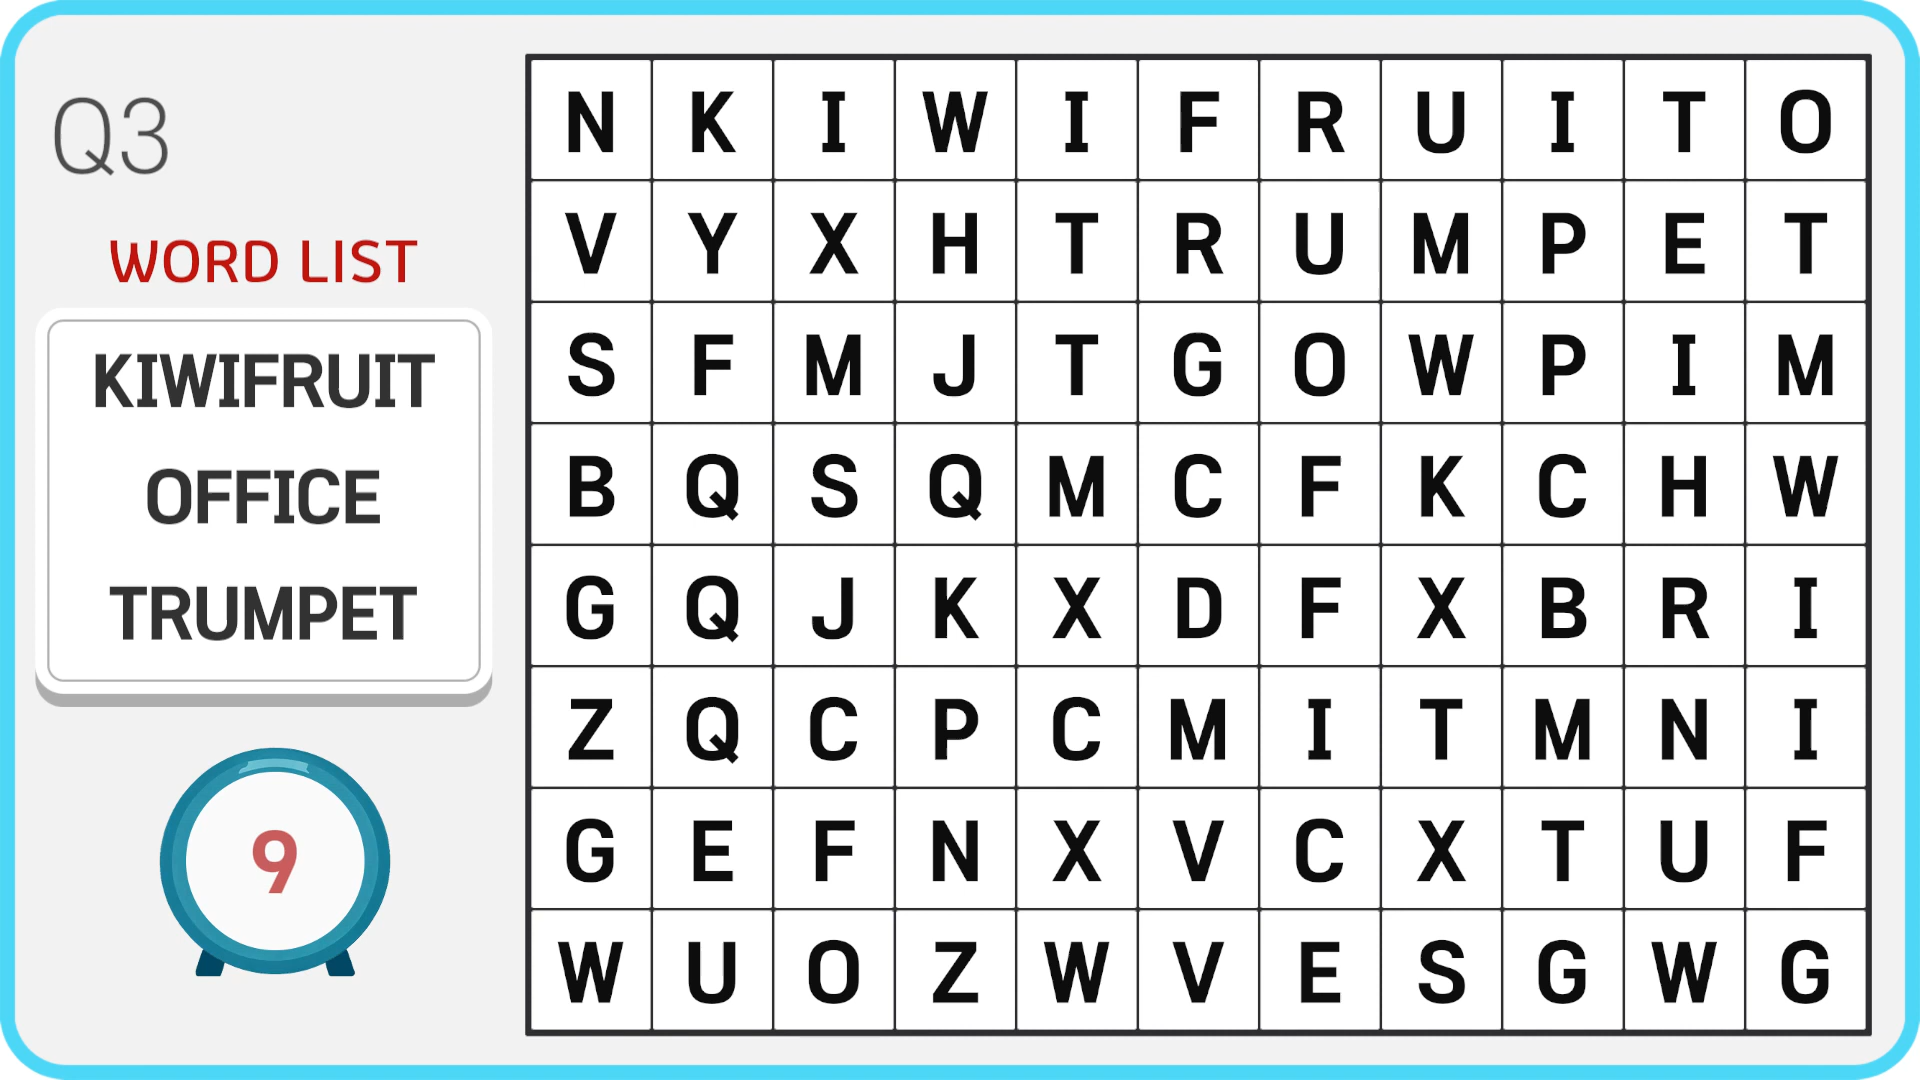 Q3
WORD LIST
KIWIFRUIT
OFFICE
TRUMPET
9
N K I W I F R U I T O
V Y X H T R U M P E T
S F M J T G O W P I M
B Q S Q M C F K C H W
G Q J K X D F X B R I
Z Q C P C M I T M N I
G E F N X V C X T U F
W U O Z W V E S G W G